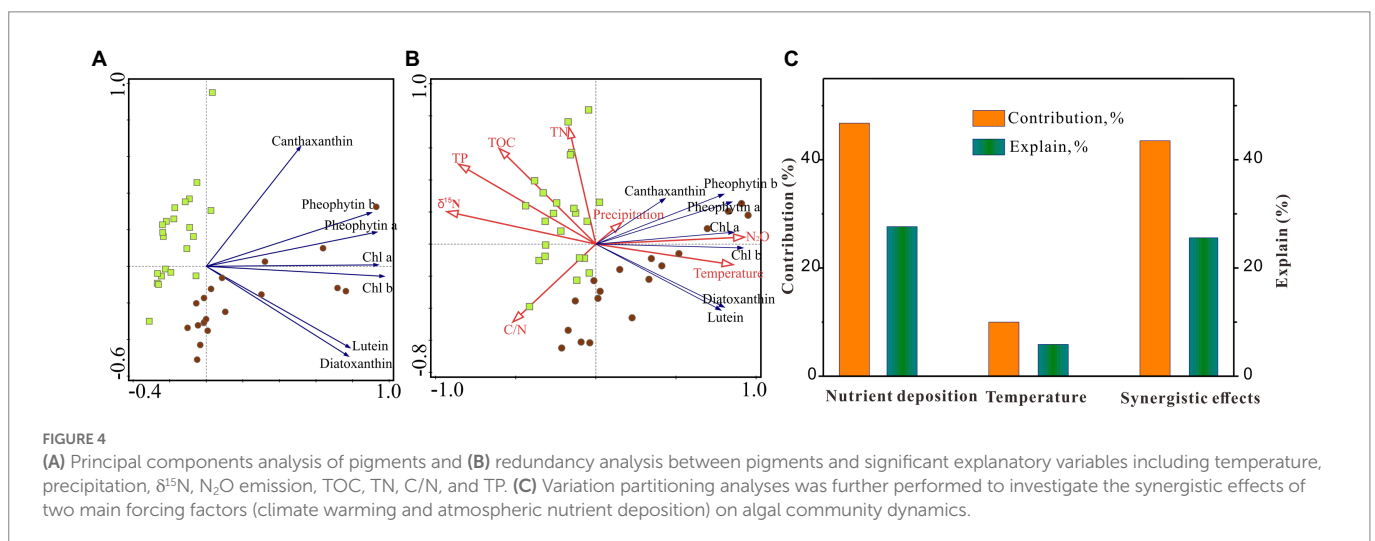 A
B
C
1.0
-0.6
-0.4
1.0
Canthaxanthin
Pheophytin b
Pheophytin a
Chl a
Chl b
Lutein
Diatoxanthin
1.0
-0.8
-1.0
1.0
TN
TOC
TP
δ¹⁵N
C/N
Precipitation
N₂O
Temperature
Canthaxanthin
Pheophytin b
Pheophytin a
Chl a
Chl b
Diatoxanthin
Lutein
Contribution (%)
40
20
0
Contribution,%
Explain,%
40
20
0
Explain (%)
Nutrient deposition Temperature Synergistic effects
FIGURE 4
(A) Principal components analysis of pigments and (B) redundancy analysis between pigments and significant explanatory variables including temperature,
precipitation, δ¹⁵N, N₂O emission, TOC, TN, C/N, and TP. (C) Variation partitioning analyses was further performed to investigate the synergistic effects of
two main forcing factors (climate warming and atmospheric nutrient deposition) on algal community dynamics.